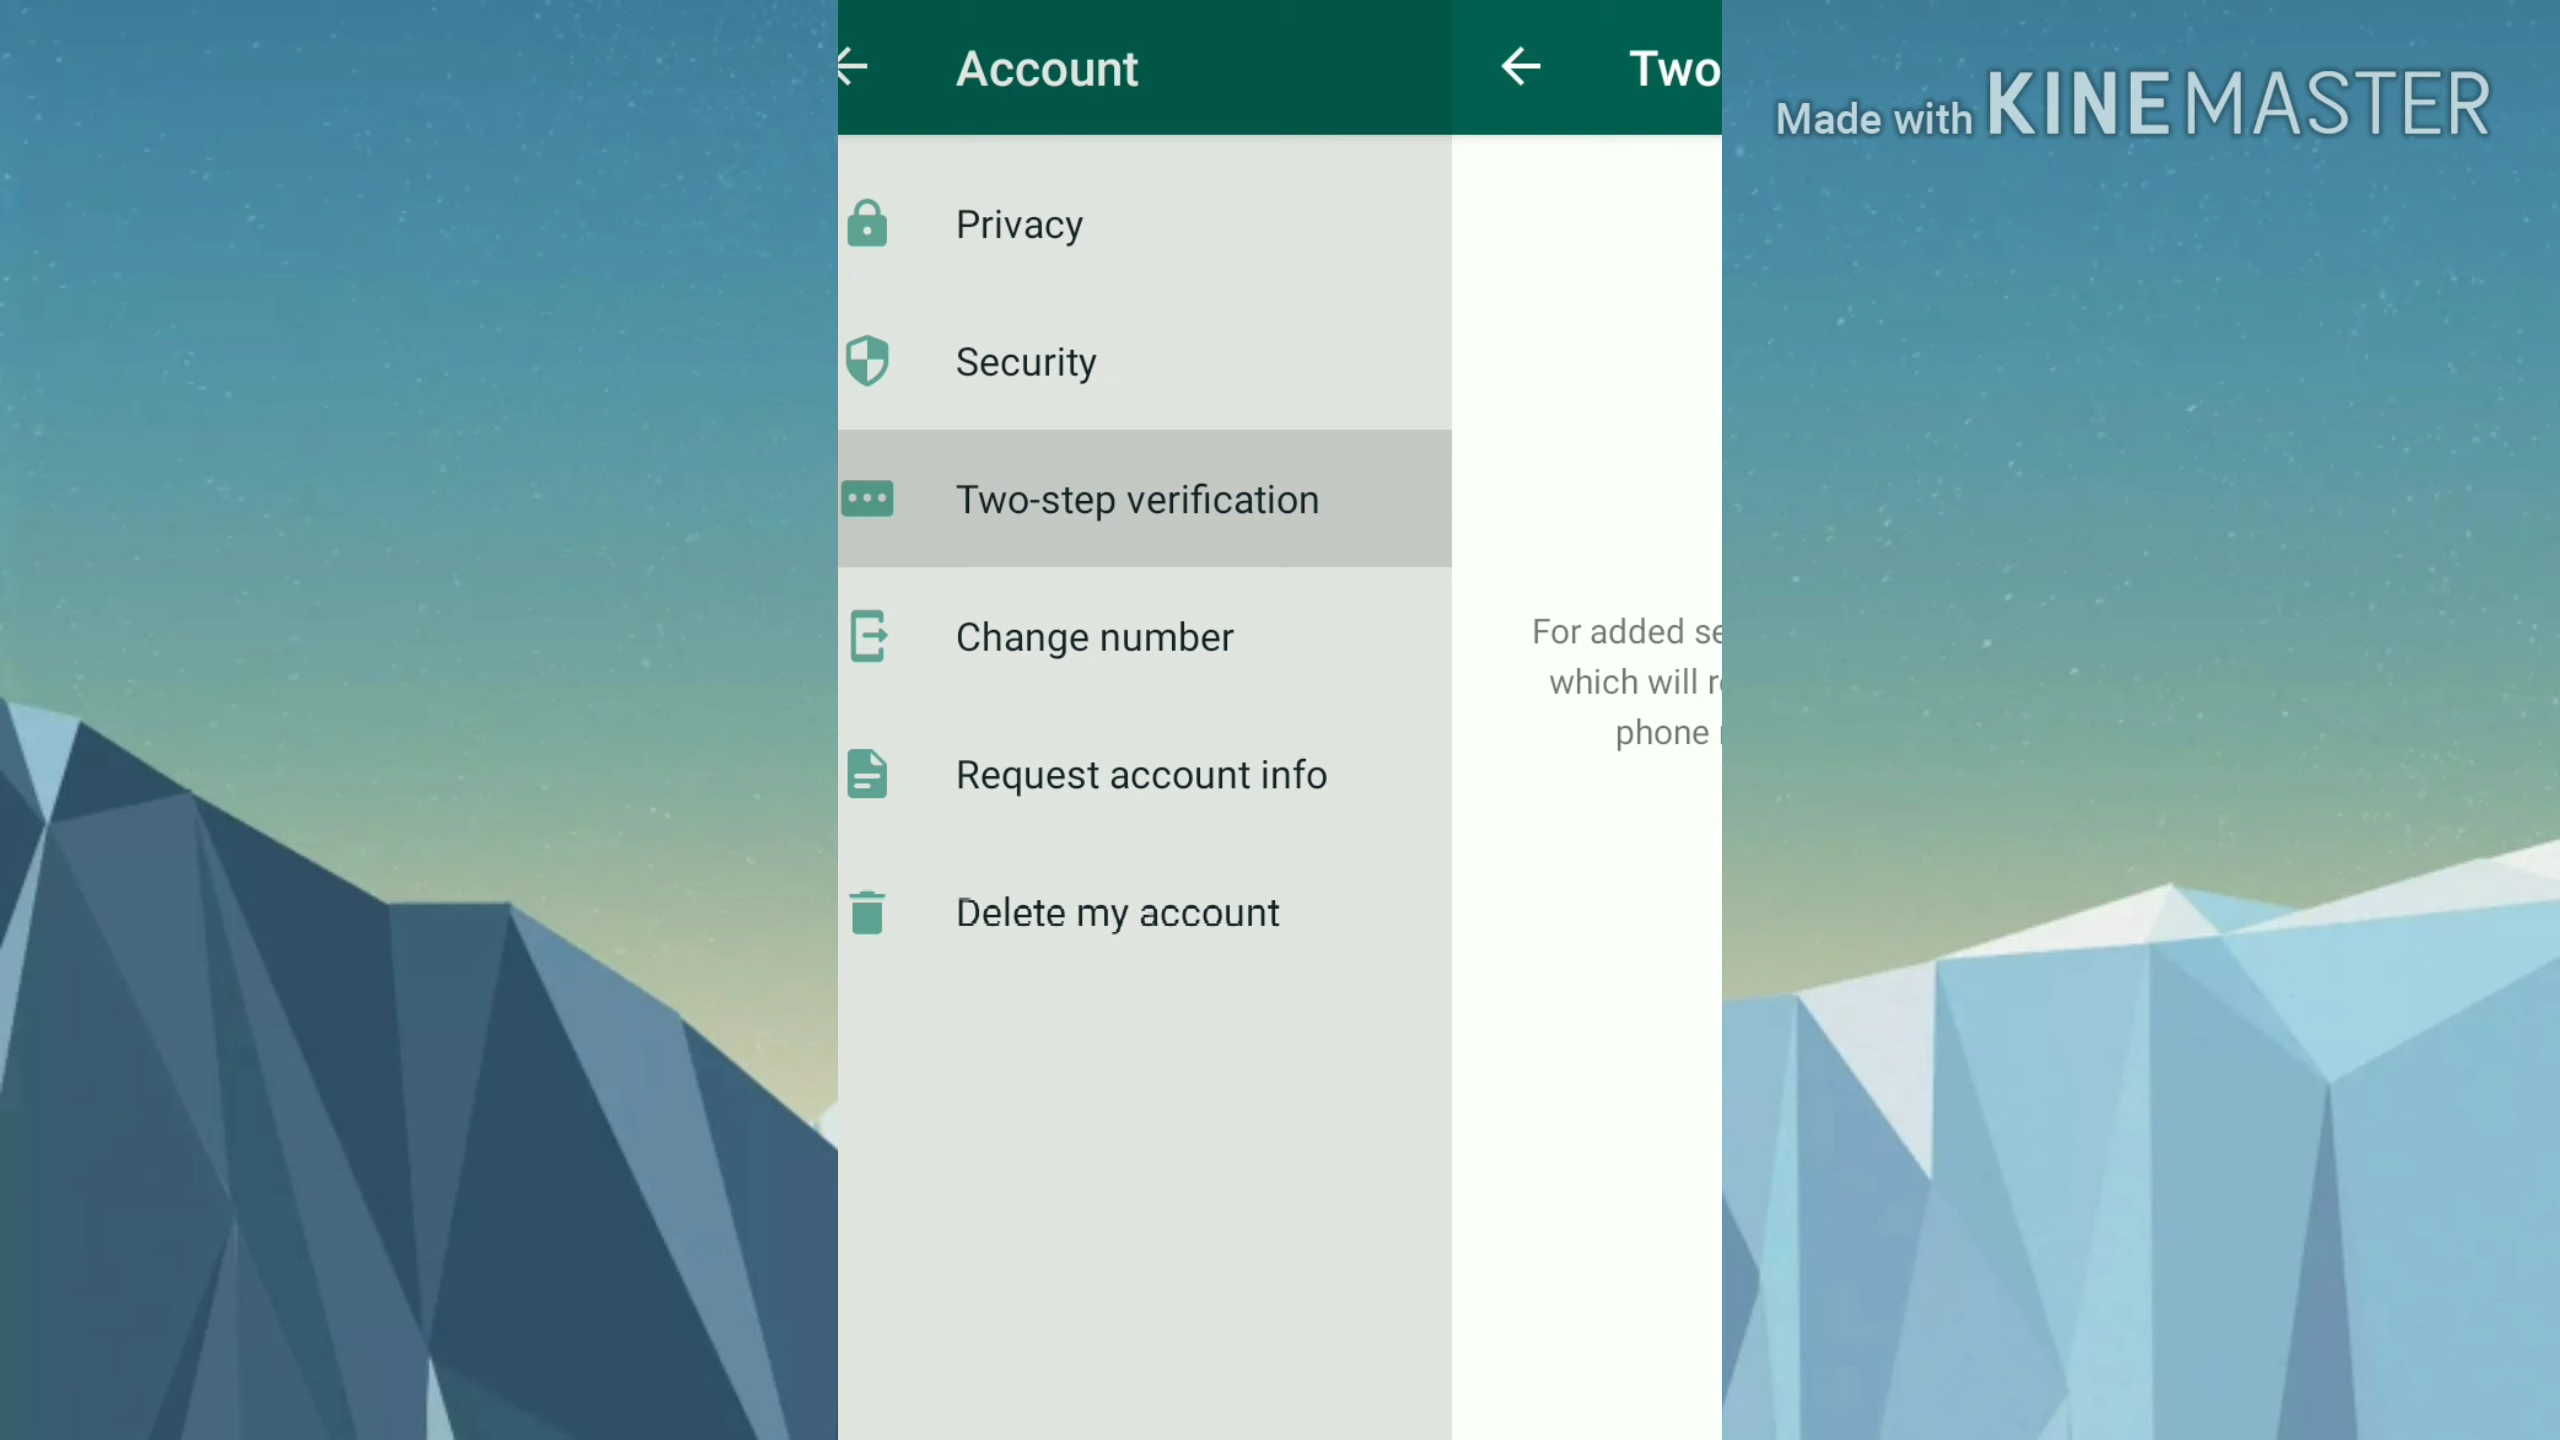 Account
Privacy
Security
Two-step verification
Change number
Request account info
Delete my account
Two
For added
which will
phone
Made with KINEMASTER